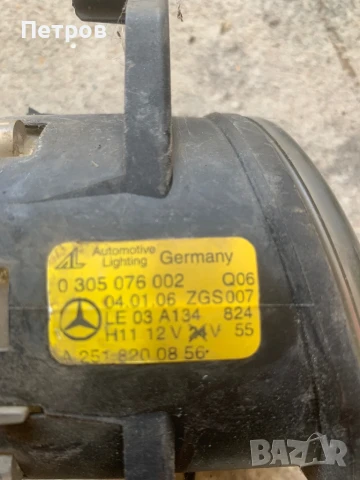 Петров
AL Automotive Lighting Germany
0 305 076 002 Q06
04.01.06 ZGS 007
LE 03 A134 824
H11 12 V 24 V 55
A 251 820 08 56
BAZAR